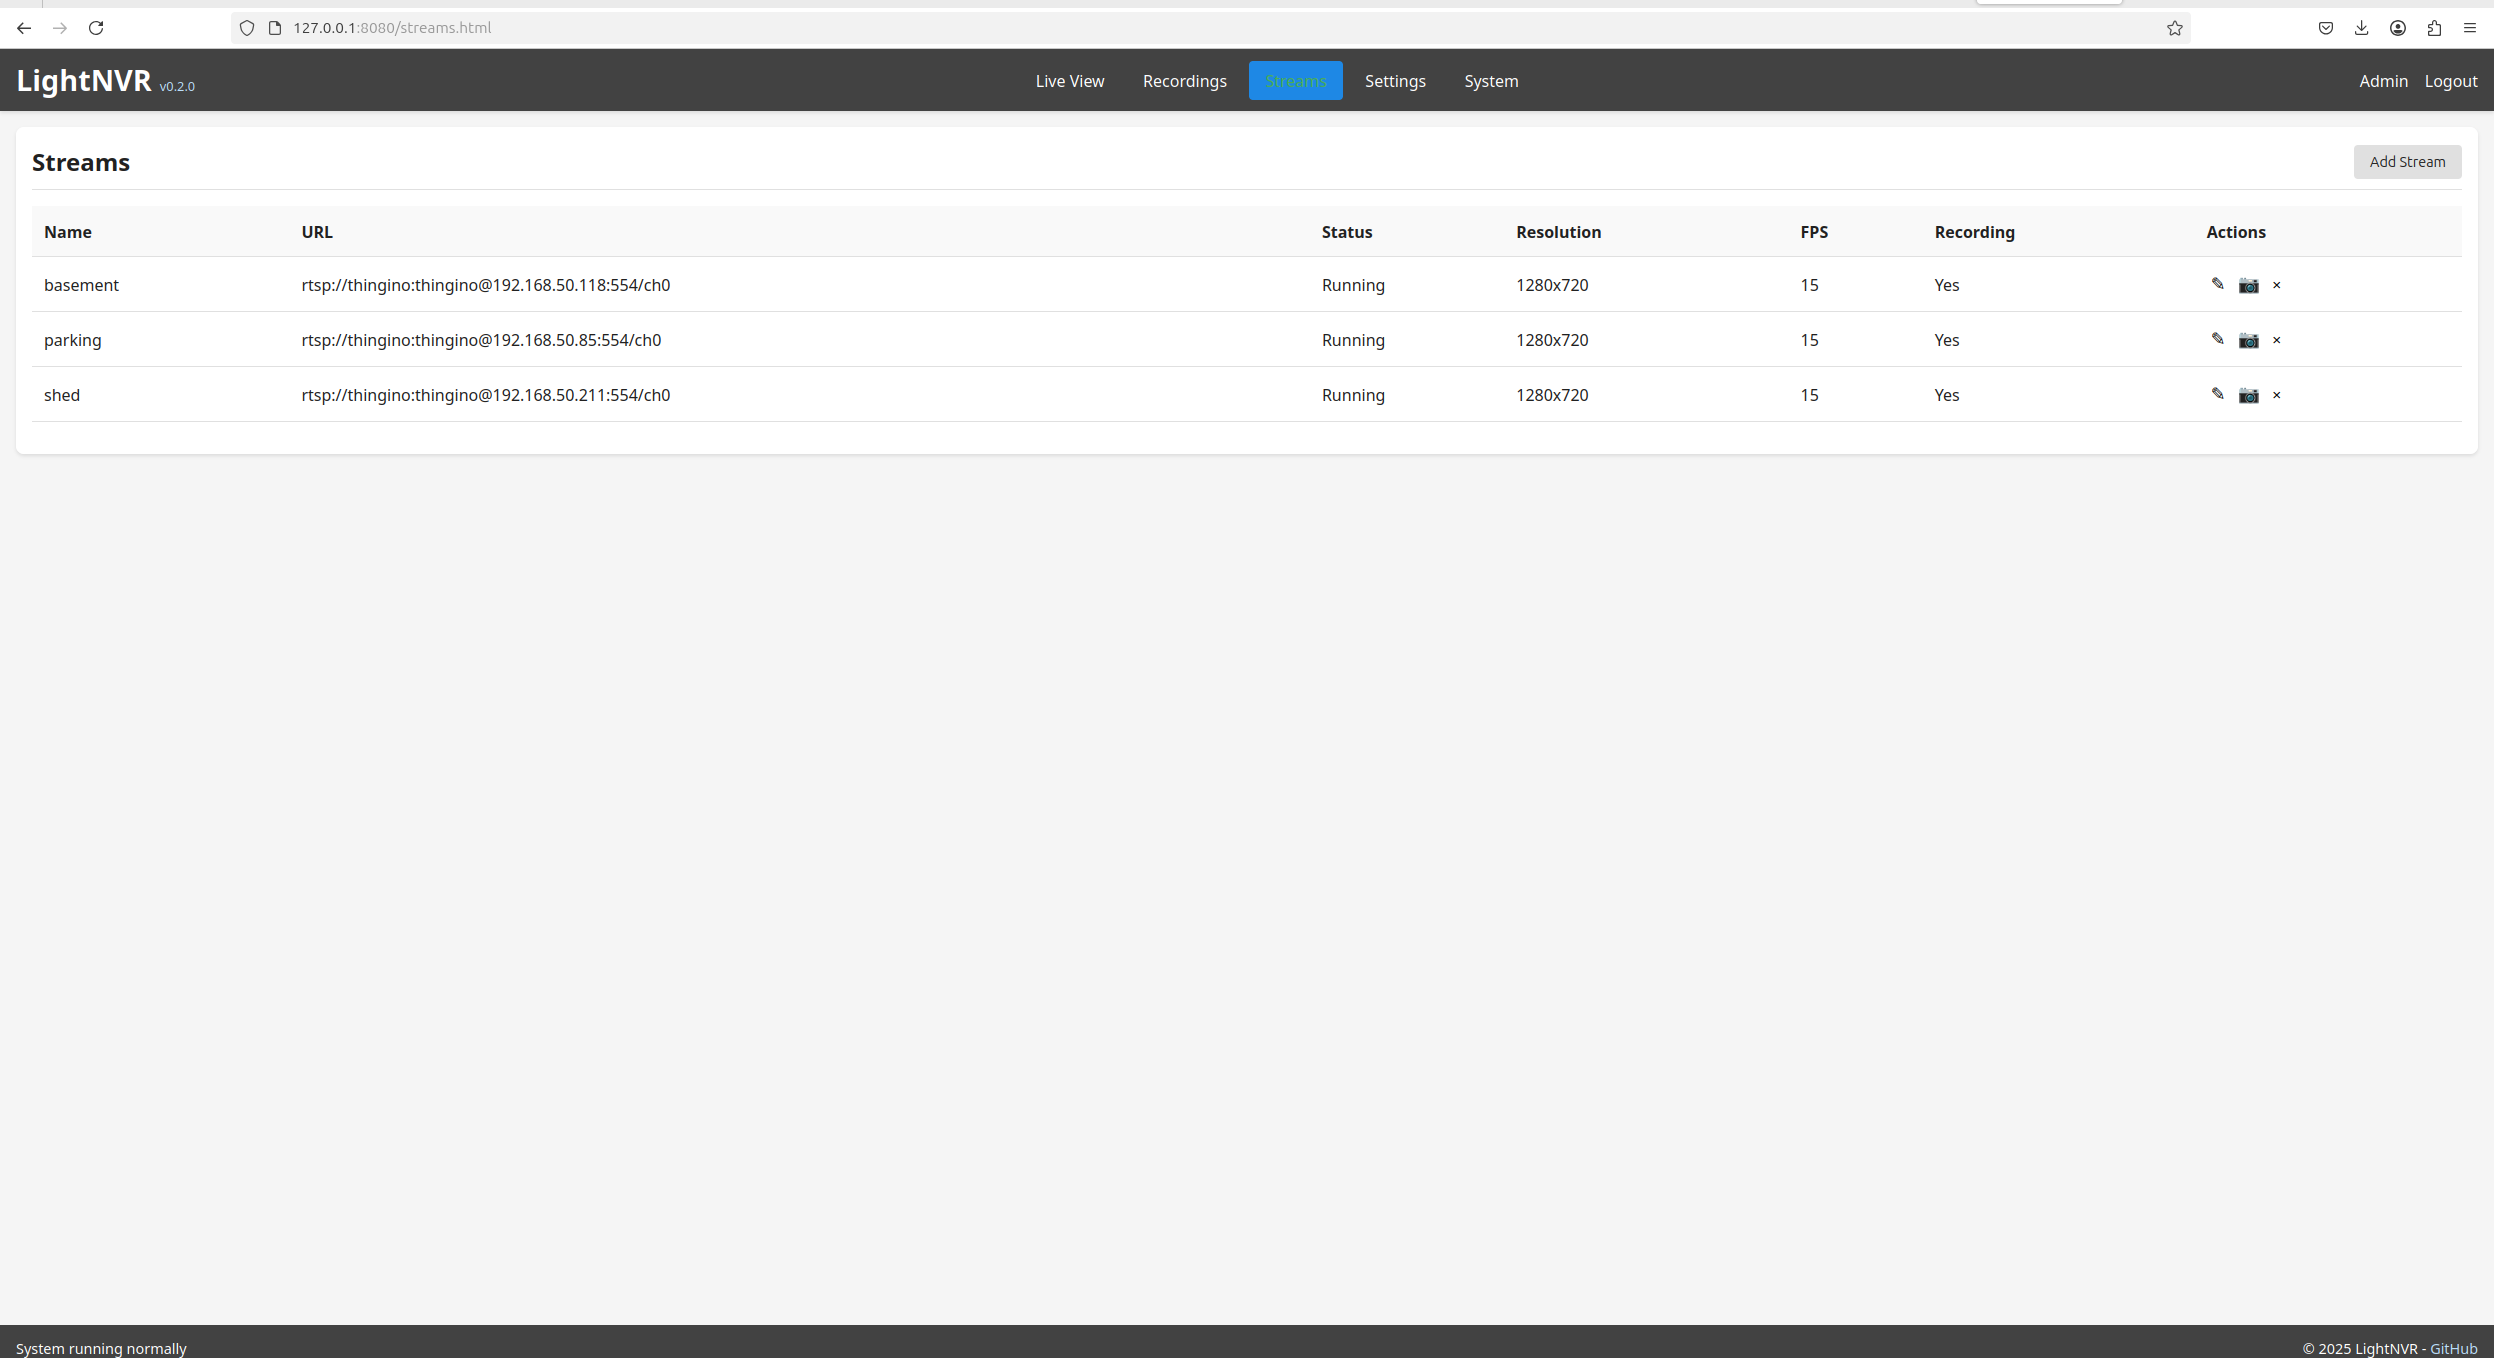 127.0.0.1:8080/streams.html
LightNVR v0.2.0 Live View Recordings Streams Settings System Admin Logout
Streams Add Stream
Name URL Status Resolution FPS Recording Actions
basement rtsp://thingino:thingino@192.168.50.118:554/ch0 Running 1280x720 15 Yes ✎ 📷 ×
parking rtsp://thingino:thingino@192.168.50.85:554/ch0 Running 1280x720 15 Yes ✎ 📷 ×
shed rtsp://thingino:thingino@192.168.50.211:554/ch0 Running 1280x720 15 Yes ✎ 📷 ×
System running normally © 2025 LightNVR - GitHub